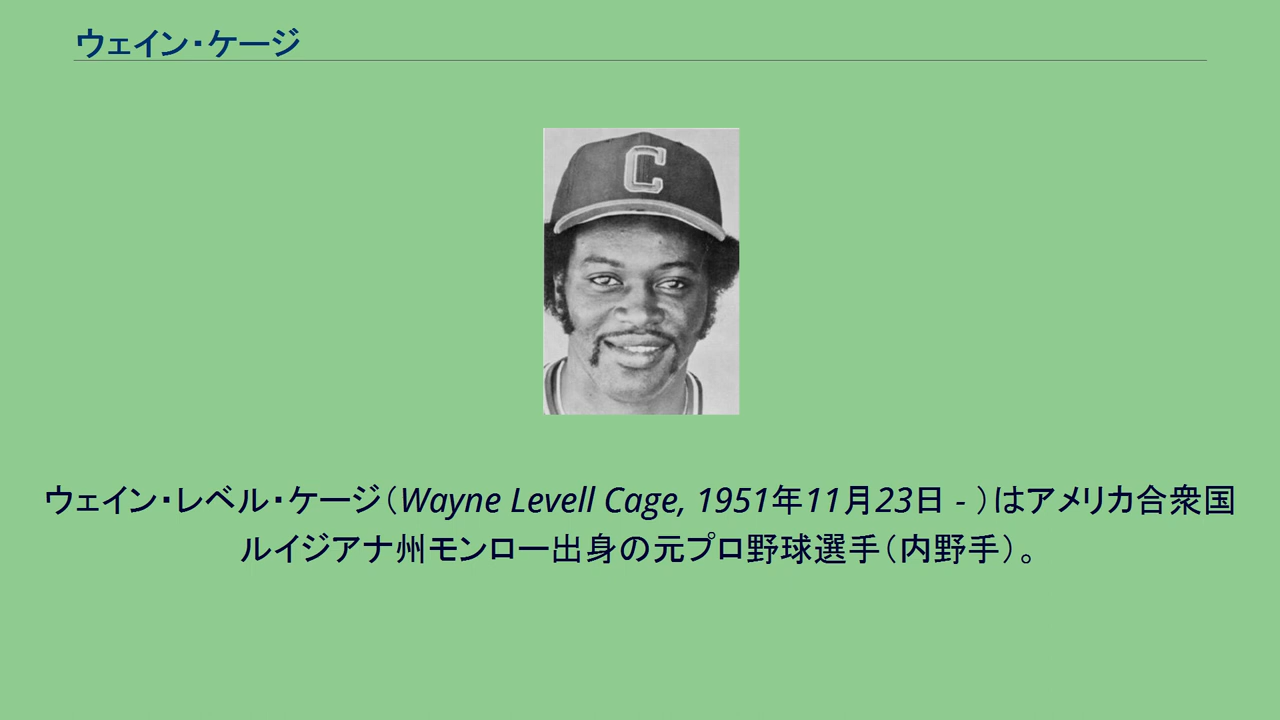 ウェイン・ケージ
C
ウェイン・レベル・ケージ（Wayne Levell Cage, 1951年11月23日 - ）はアメリカ合衆国
ルイジアナ州モンロー出身の元プロ野球選手（内野手）。